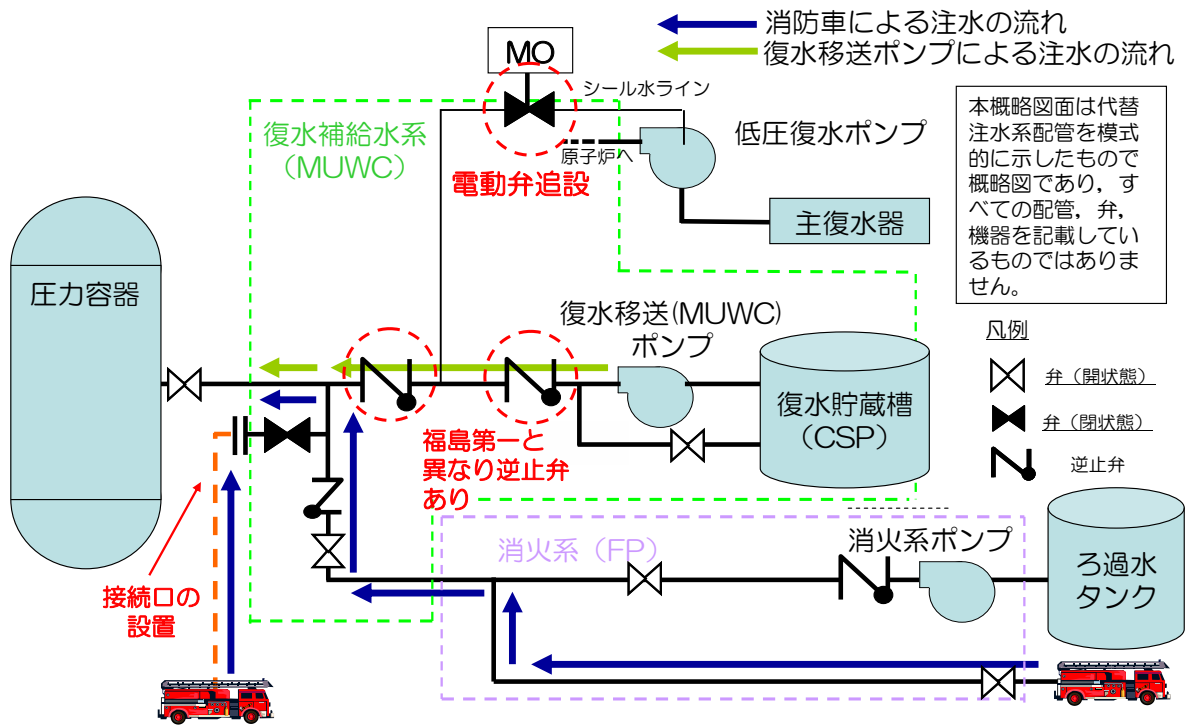 消防車による注水の流れ
復水移送ポンプによる注水の流れ
MO
シール水ライン
復水補給水系
(MUWC)
原子炉へ
低圧復水ポンプ
電動弁追設
主復水器
本概略図面は代替
注水系配管を模式
的に示したもので
概略図であり，す
べての配管，弁，
機器を記載してい
るものではありま
せん。
圧力容器
復水移送(MUWC)
ポンプ
凡例
弁（開状態）
弁（閉状態）
逆止弁
復水貯蔵槽
（CSP）
福島第一と
異なり逆止弁
あり
消火系（FP）
消火系ポンプ
ろ過水
タンク
接続口の
設置